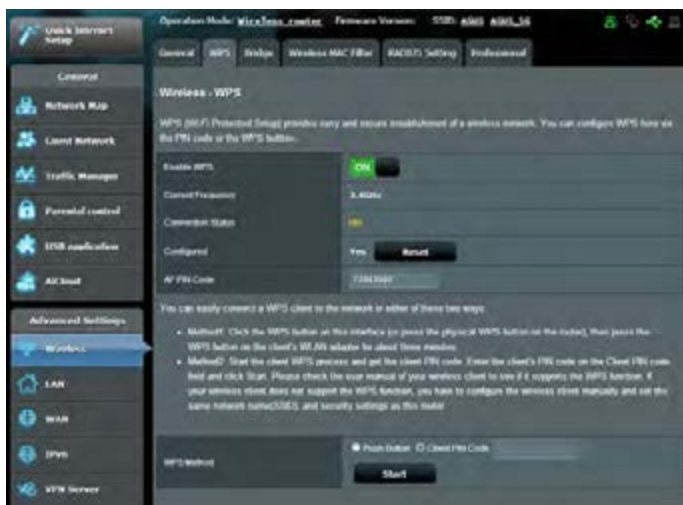 Quick Internet
Setup
Operation Mode: Wireless router Firmware Version: SSID: ASUS ASUS_5G
General WPS Bridge Wireless MAC Filter RADIUS Setting Professional
General
Network Map
Guest Network
Traffic Manager
Parental control
USB application
AiCloud
Advanced Settings
Wireless
LAN
WAN
IPv6
VPN Server
Wireless - WPS
WPS (Wi-Fi Protected Setup) provides easy and secure establishment of a wireless network. You can configure WPS here via
the PIN code or the WPS button.
Enable WPS ON
Current Frequency 2.4GHz
Connection Status
Configured Yes Reset
AP PIN Code
You can easily connect a WPS client to the network in either of these two ways:
Method1: Click the WPS button on this interface (or press the physical WPS button on the router), then press the
WPS button on the client's WLAN adapter for about three minutes.
Method2: Start the client WPS process and get the client PIN code. Enter the client's PIN code on the Client PIN code
field and click Start. Please check the user manual of your wireless client to see if it supports the WPS function. If
your wireless client does not support the WPS function, you have to configure the wireless client manually and set the
same network name(SSID), and security settings as this router
WPS Method Push button Client PIN Code
Start